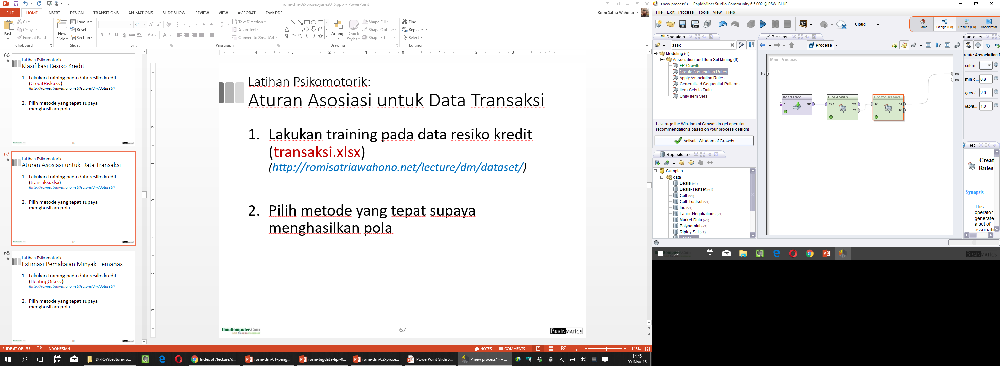 romi-dm-02-proses-june2015.pptx - PowerPoint
FILE HOME INSERT DESIGN TRANSITIONS ANIMATIONS SLIDE SHOW REVIEW VIEW ACROBAT Foxit PDF Romi Satria Wahono
Paste
Cut
Copy
Format Painter
Clipboard
New Slide
Layout
Reset
Section
Slides
32
Font
Text Direction
Align Text
Convert to SmartArt
Paragraph
Arrange
Quick Styles
Shape Fill
Shape Outline
Shape Effects
Drawing
Find
Replace
Select
Editing
66
Latihan Psikomotorik:
Klasifikasi Resiko Kredit
1. Lakukan training pada data resiko kredit
(CreditRisk.csv)
(http://romisatriawahono.net/lecture/dm/dataset/)
2. Pilih metode yang tepat supaya
menghasilkan pola
67
Latihan Psikomotorik:
Aturan Asosiasi untuk Data Transaksi
1. Lakukan training pada data resiko kredit
(transaksi.xlsx)
(http://romisatriawahono.net/lecture/dm/dataset/)
2. Pilih metode yang tepat supaya
menghasilkan pola
67
68
Latihan Psikomotorik:
Estimasi Pemakaian Minyak Pemanas
1. Lakukan training pada data resiko kredit
(HeatingOil.csv)
(http://romisatriawahono.net/lecture/dm/dataset/)
2. Pilih metode yang tepat supaya
menghasilkan pola
4 3 2 1 0 1 2 3 4
Latihan Psikomotorik:
Aturan Asosiasi untuk Data Transaksi
1. Lakukan training pada data resiko kredit
(transaksi.xlsx)
(http://romisatriawahono.net/lecture/dm/dataset/)
2. Pilih metode yang tepat supaya
menghasilkan pola
IlmuKomputer.Com
67
BRAINMATICS
SLIDE 67 OF 135 INDONESIAN NOTES COMMENTS 113%
D:\RSWLecture\ro... Index of /lecture/d... romi-dm-01-peng... romi-bigdata-lipi-0... romi-dm-02-prose... PowerPoint Slide S... <new process*> – ...
14:45
09-Nov-15
<new process*> – RapidMiner Studio Community 6.5.002 @ RSW-BLUE
File Edit Process Tools View Help
Cloud
Home Design (F8) Results (F9) Accelerator
Operators
asso
Modeling (6)
Association and Item Set Mining (6)
FP-Growth
Create Association Rules
Apply Association Rules
Generalized Sequential Patterns
Item Sets to Data
Unify Item Sets
Leverage the Wisdom of Crowds to get operator
recommendations based on your process design!
Activate Wisdom of Crowds
Repositories
Samples
data
Deals (v1)
Deals-Testset (v1)
Golf (v1)
Golf-Testset (v1)
Iris (v1)
Labor-Negotiations (v1)
Market-Data (v1)
Polynomial (v1)
Ripley-Set (v1)
Process
Process
Main Process
inp
res
res
Read Excel
fil out
FP-Growth
exa exa
fre
Create Associ...
ite rul
ite
arameters
reate Association
criteri... ...
min c... 0.8
gain t... 2.0
lapla... 1.0
Help
Creat
Rules
Synopsis
This
operator
generate
a set of
associati
BRAINMATICS